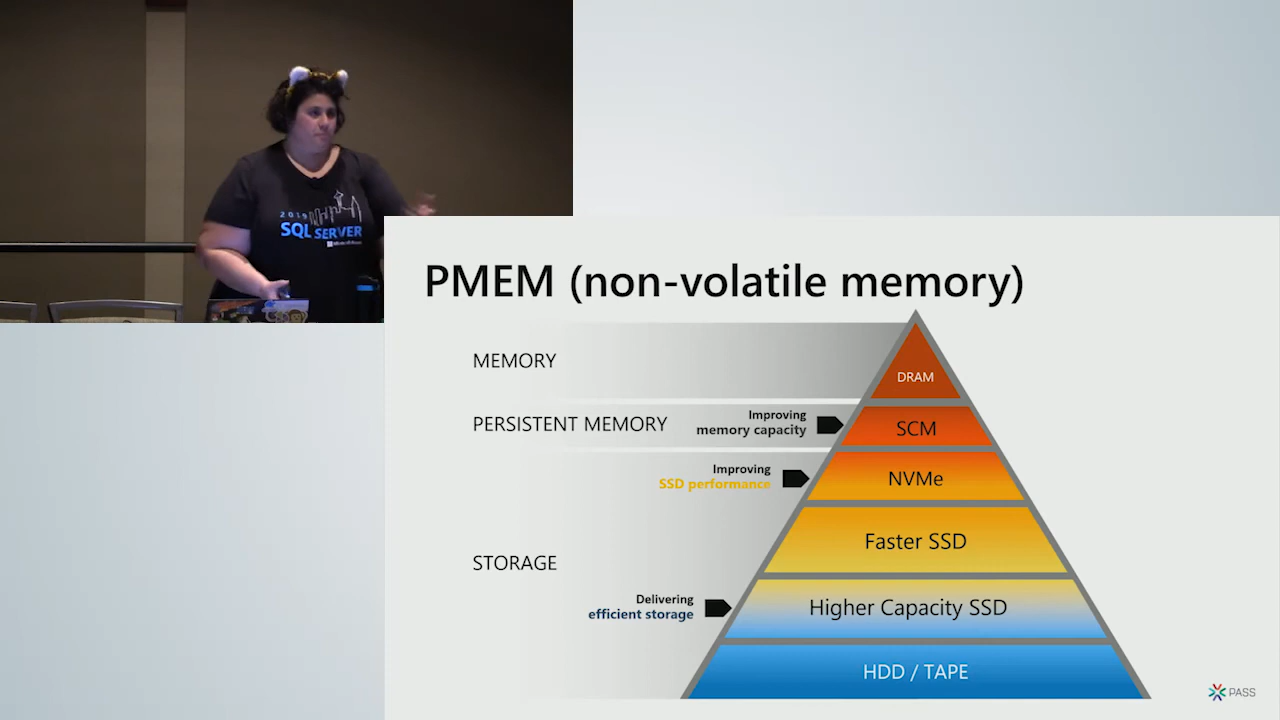 2019
SQL SERVER
PMEM (non-volatile memory)
MEMORY
DRAM
PERSISTENT MEMORY
Improving
memory capacity
SCM
Improving
SSD performance
NVMe
Faster SSD
STORAGE
Delivering
efficient storage
Higher Capacity SSD
HDD / TAPE
PASS